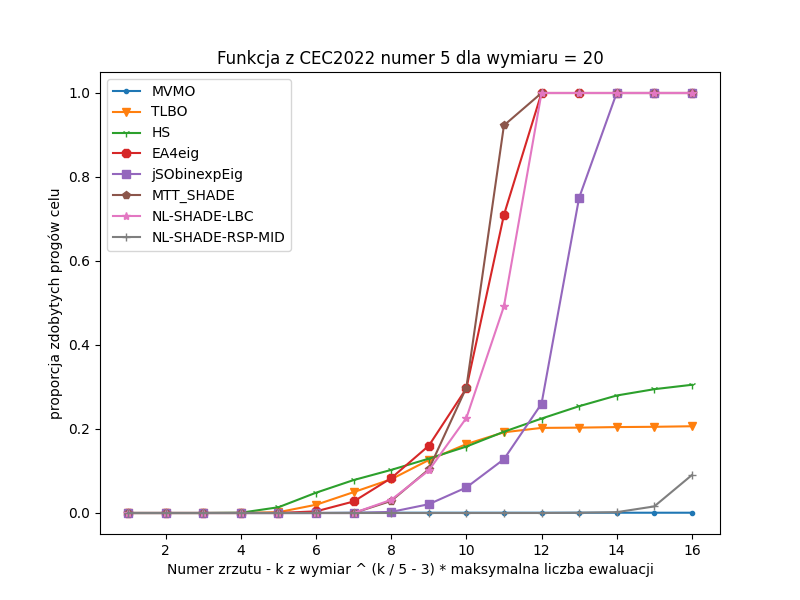 Funkcja z CEC2022 numer 5 dla wymiaru = 20
proporcja zdobytych progów celu
1.0
0.8
0.6
0.4
0.2
0.0
MVMO
TLBO
HS
EA4eig
jSObinexpEig
MTT_SHADE
NL-SHADE-LBC
NL-SHADE-RSP-MID
2 4 6 8 10 12 14 16
Numer zrzutu - k z wymiar ^ (k / 5 - 3) * maksymalna liczba ewaluacji